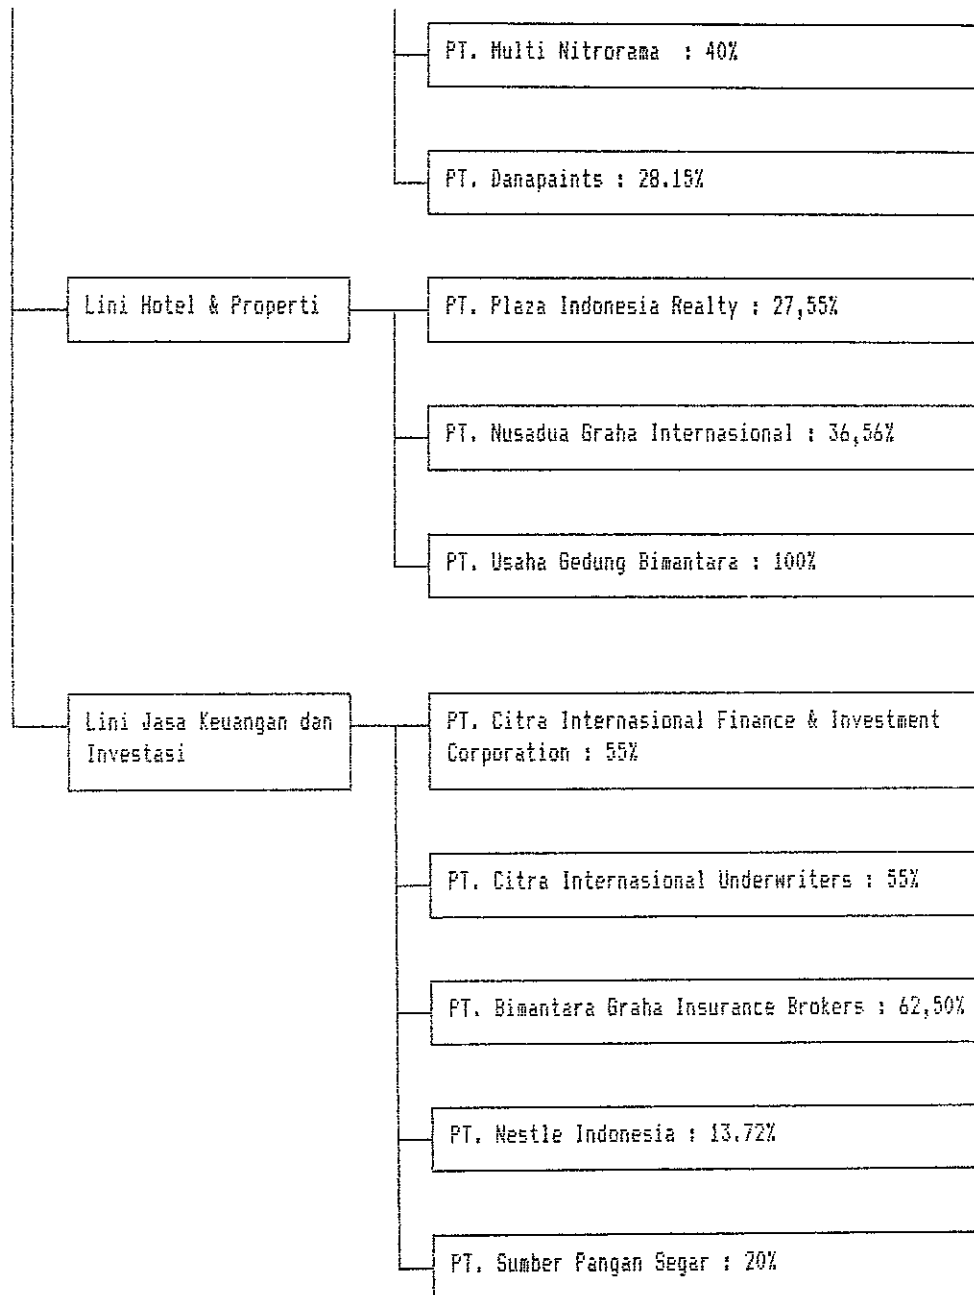 PT. Multi Nitrorama : 40%
PT. Danapaints : 28.15%
Lini Hotel & Properti
PT. Plaza Indonesia Realty : 27,55%
PT. Nusadua Graha Internasional : 36,56%
PT. Usaha Gedung Bimantara : 100%
Lini Jasa Keuangan dan
Investasi
PT. Citra Internasional Finance & Investment
Corporation : 55%
PT. Citra Internasional Underwriters : 55%
PT. Bimantara Graha Insurance Brokers : 62,50%
PT. Nestle Indonesia : 13.72%
PT. Sumber Pangan Segar : 20%